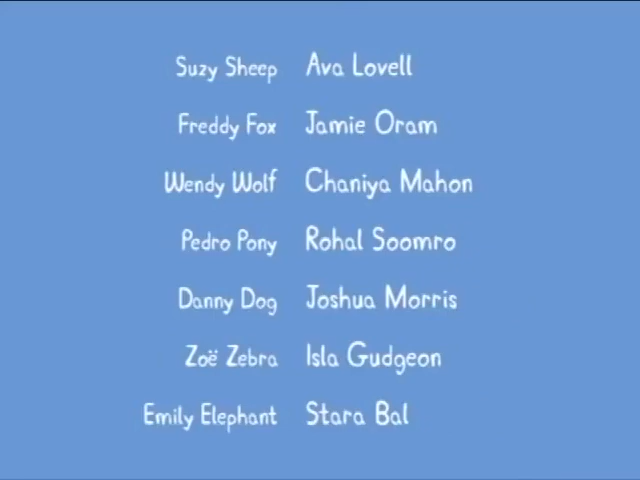 Suzy Sheep Ava Lovell
Freddy Fox Jamie Oram
Wendy Wolf Chaniya Mahon
Pedro Pony Rohal Soomro
Danny Dog Joshua Morris
Zoë Zebra Isla Gudgeon
Emily Elephant Stara Bal